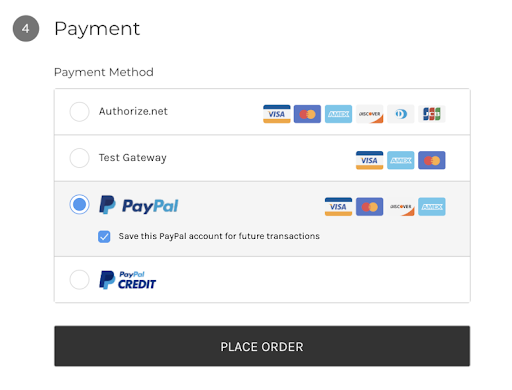 4 Payment
Payment Method
Authorize.net VISA AMEX DISCOVER JCB
Test Gateway VISA AMEX
PayPal VISA DISCOVER AMEX
Save this PayPal account for future transactions
PayPal
CREDIT
PLACE ORDER